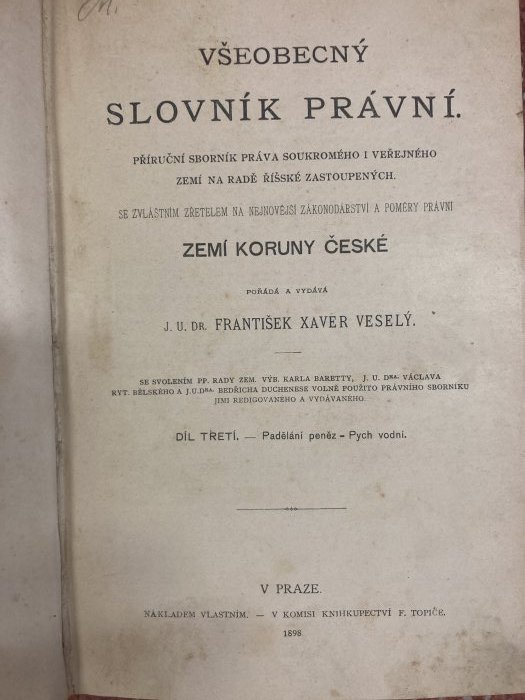 VŠEOBECNÝ
SLOVNÍK PRÁVNÍ.
PŘÍRUČNÍ SBORNÍK PRÁVA SOUKROMÉHO I VEŘEJNÉHO
ZEMÍ NA RADĚ ŘÍŠSKÉ ZASTOUPENÝCH.
SE ZVLÁŠTNÍM ZŘETELEM NA NEJNOVĚJŠÍ ZÁKONODÁRSTVÍ A POMĚRY PRÁVNÍ
ZEMÍ KORUNY ČESKÉ
POŘÁDÁ A VYDÁVÁ
J. U. DR. FRANTIŠEK XAVER VESELÝ.
SE SVOLENÍM PP. RADY ZEM. VÝB. KARLA BARETTY, J. U. DRA. VÁCLAVA
RYT. BĚLSKÉHO A J.U.DRA. BEDŘICHA DUCHENESE VOLNĚ POUŽITO PRÁVNÍHO SBORNÍKU
JIMI REDIGOVANÉHO A VYDÁVANÉHO.
DÍL TŘETÍ. — Padělání peněz – Pych vodní.
V PRAZE.
NÁKLADEM VLASTNÍM. — V KOMISI KNIHKUPECTVÍ F. TOPIČE.
1898